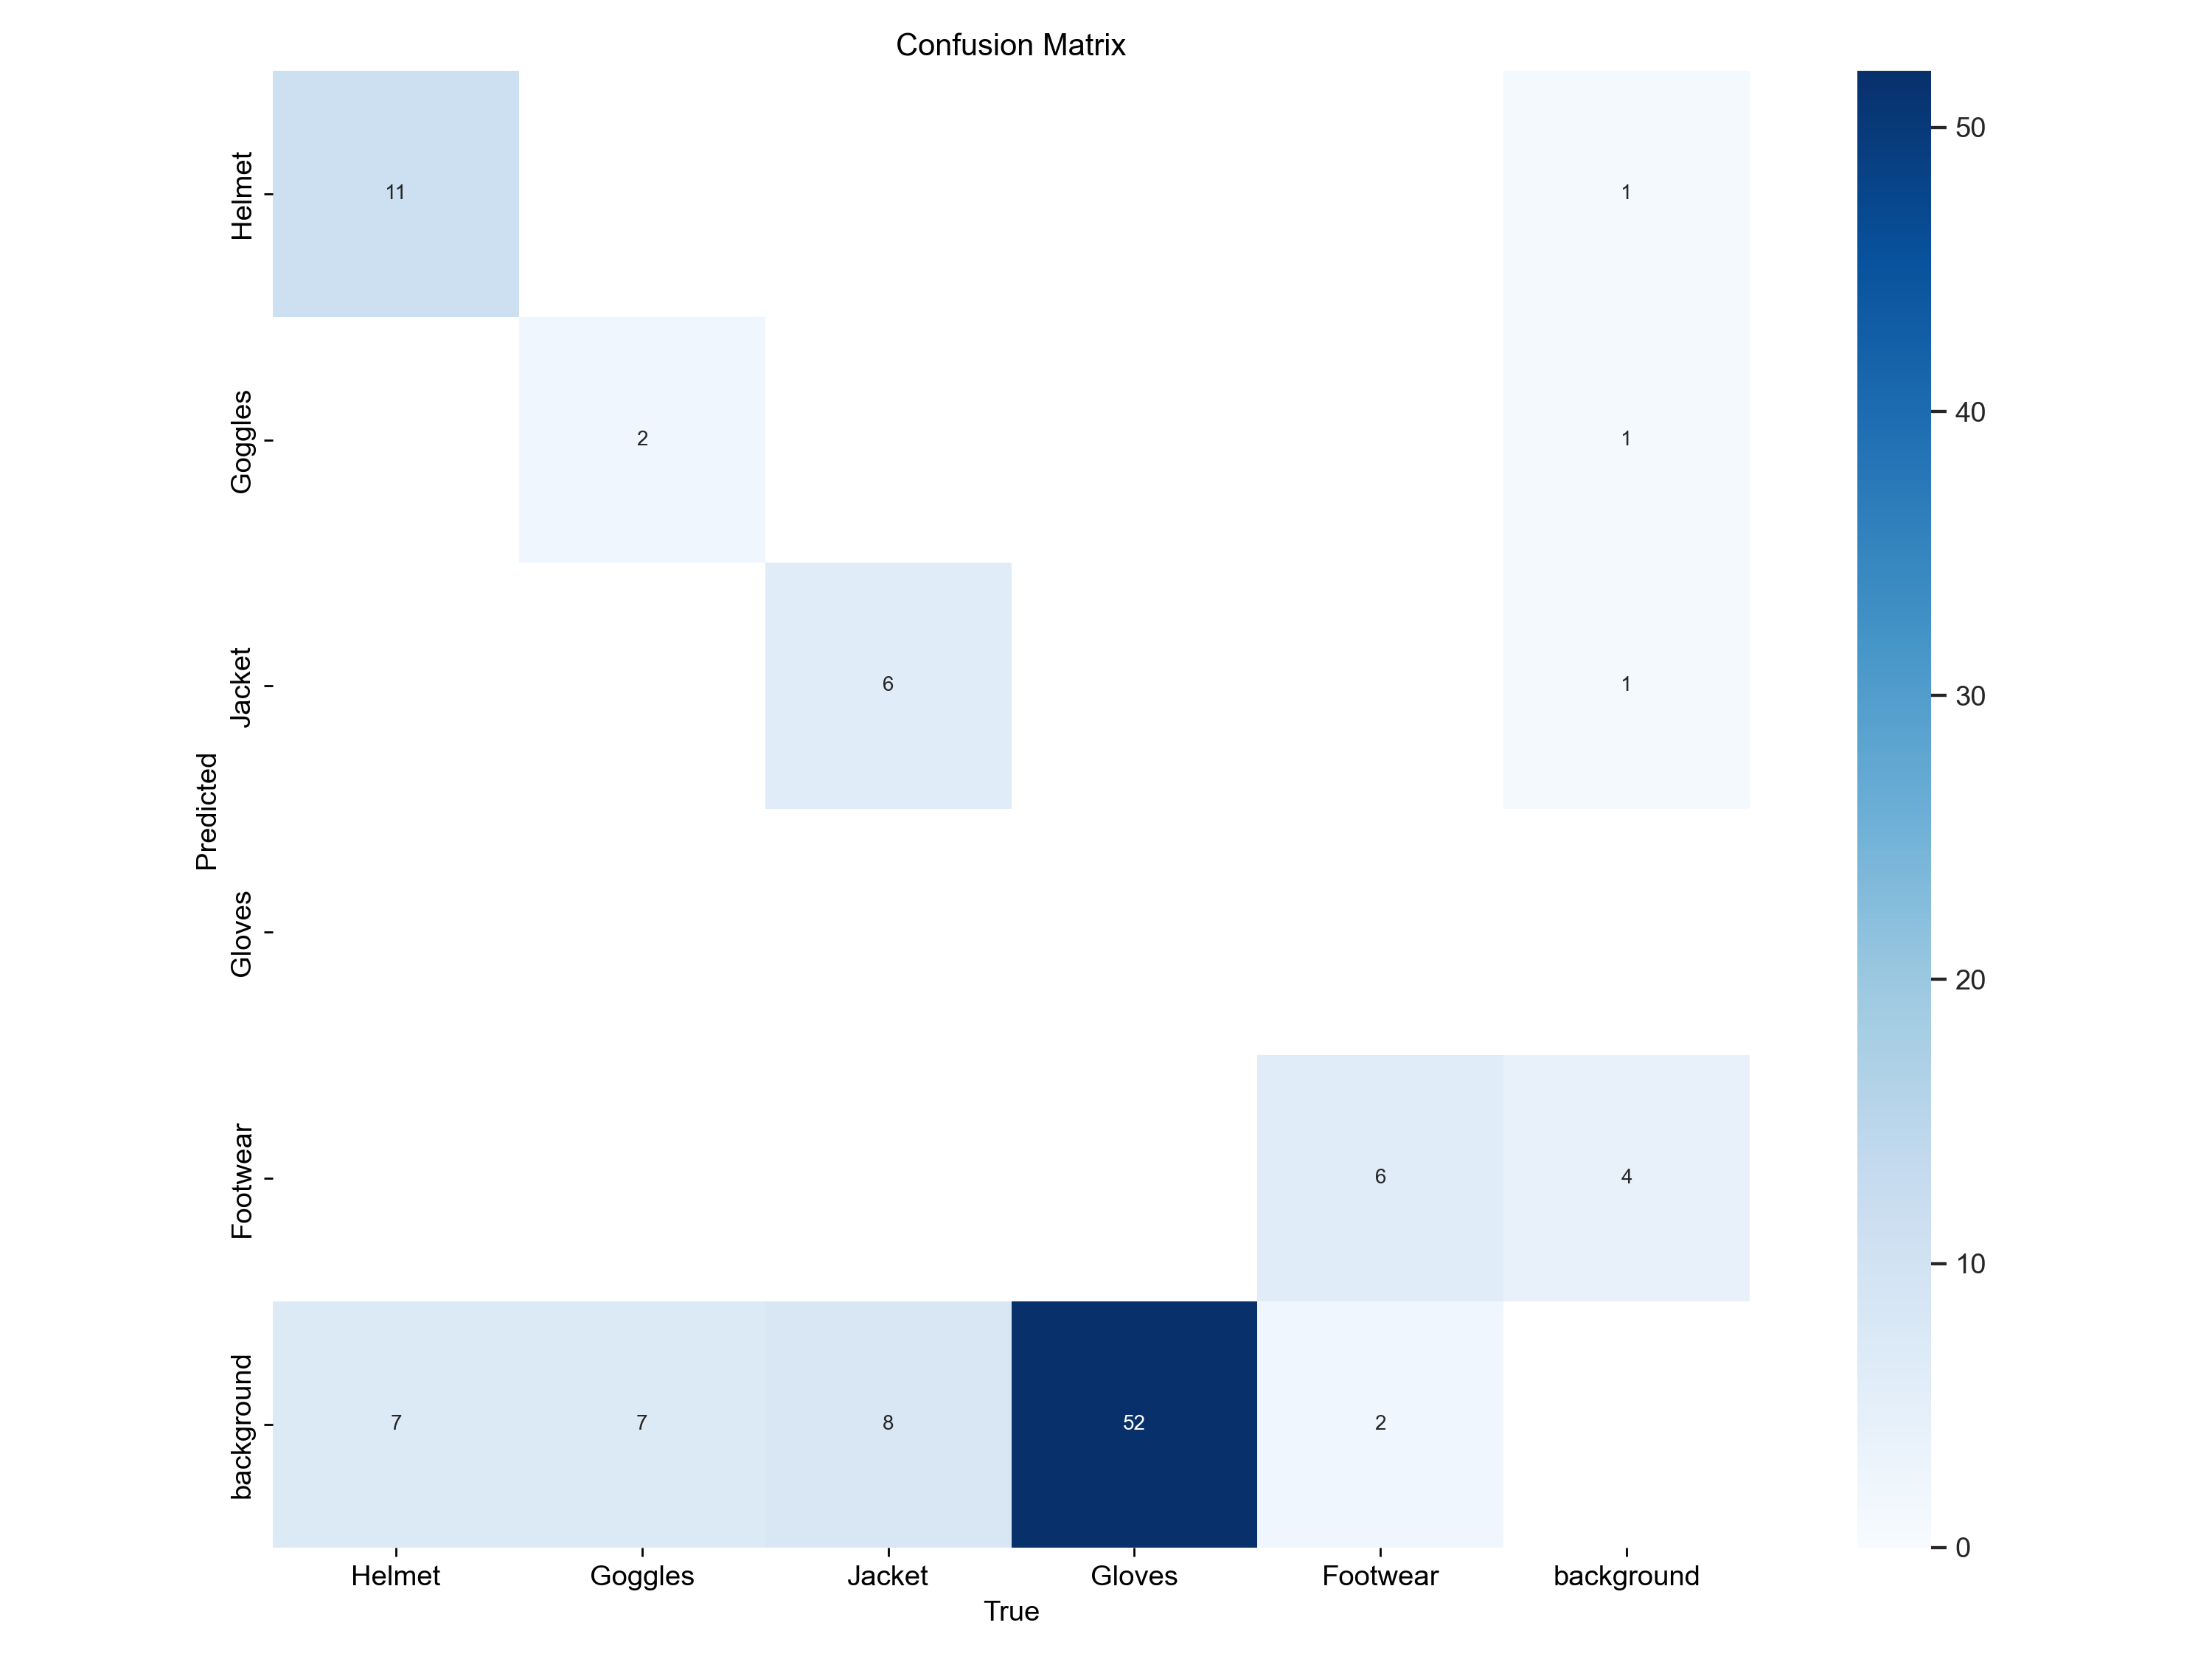 Confusion Matrix
Helmet
11
1
50
Goggles
2
1
40
Jacket
6
1
30
Predicted
Gloves
20
Footwear
6
4
10
background
7
7
8
52
2
0
Helmet
Goggles
Jacket
Gloves
Footwear
background
True